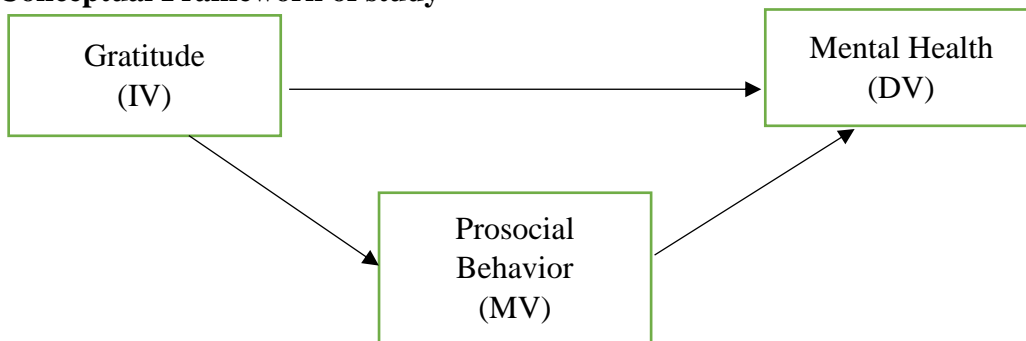 Conceptual Framework of study
Gratitude
(IV)
Mental Health
(DV)
Prosocial
Behavior
(MV)